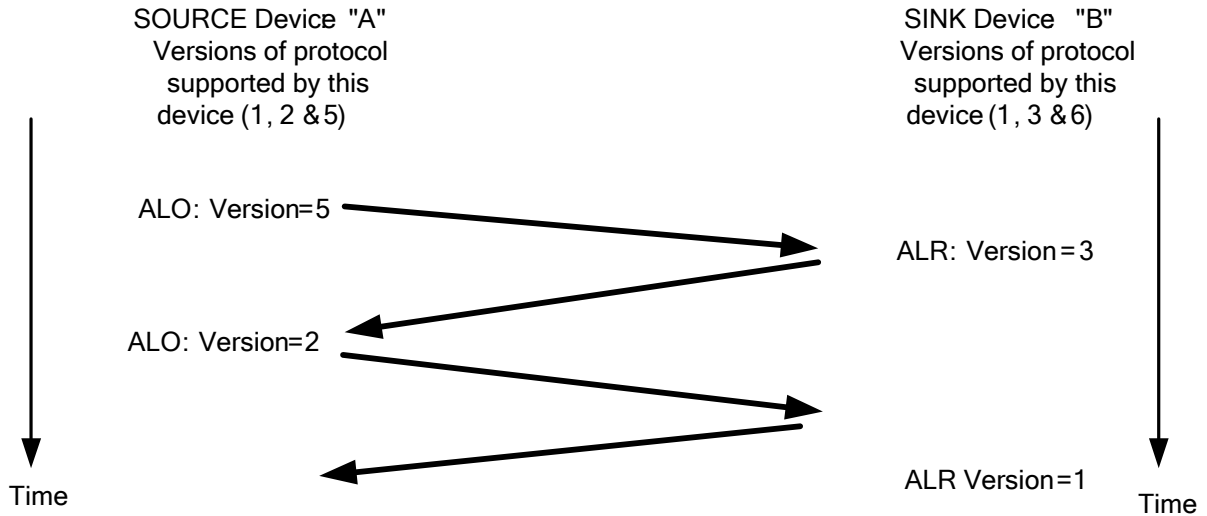 SOURCE Device "A"
Versions of protocol
supported by this
device (1, 2 & 5)
SINK Device "B"
Versions of protocol
supported by this
device (1, 3 & 6)
ALO: Version=5
ALR: Version=3
ALO: Version=2
ALR Version=1
Time
Time